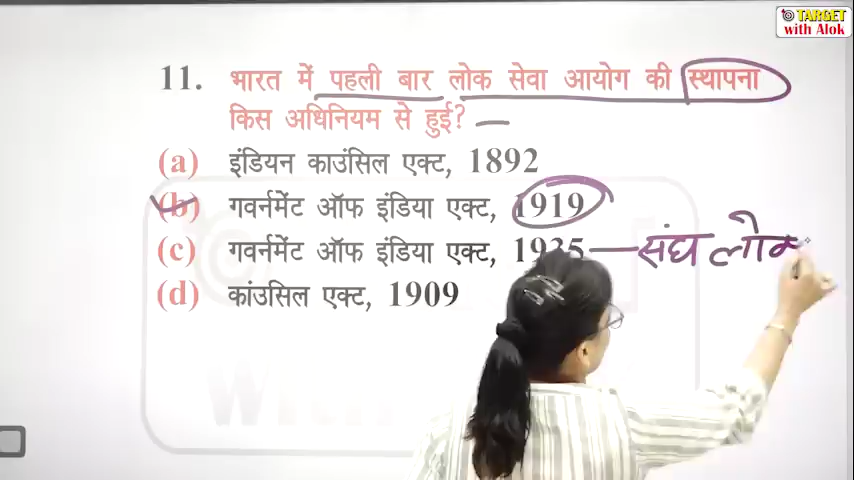 TARGET
with Alok
11. भारत में पहली बार लोक सेवा आयोग की स्थापना
किस अधिनियम से हुई?
(a) इंडियन काउंसिल एक्ट, 1892
(b) गवर्नमेंट ऑफ इंडिया एक्ट, 1919
(c) गवर्नमेंट ऑफ इंडिया एक्ट, 1935 — संघ लोक
(d) कांउसिल एक्ट, 1909